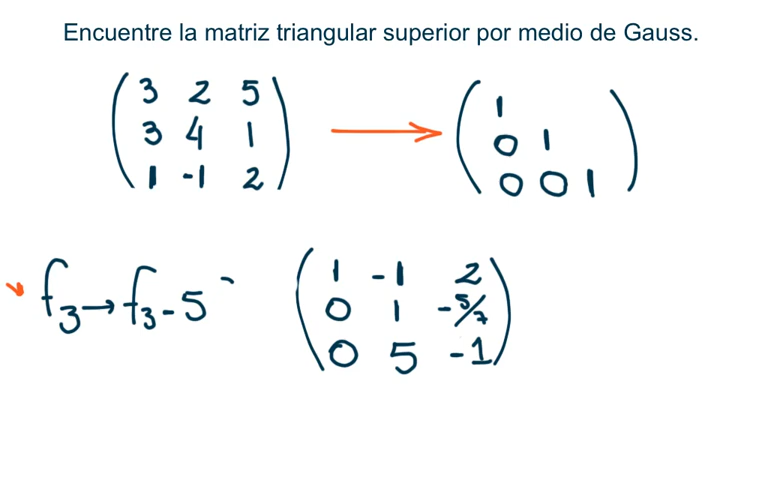 Encuentre la matriz triangular superior por medio de Gauss.
3 2 5
3 4 1
1 -1 2
1
0 1
0 0 1
f3→f3-5
1 -1 2
0 1 -5/7
0 5 -1